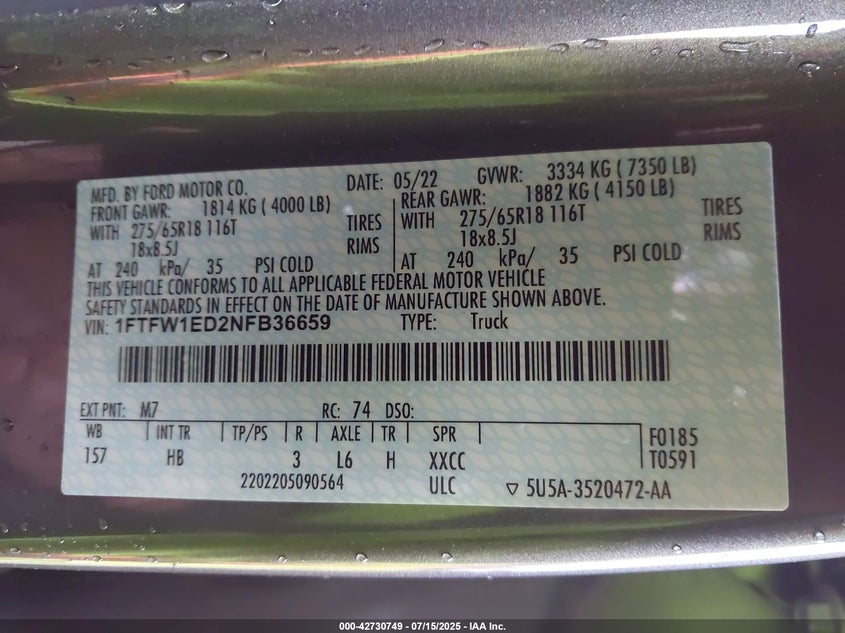 MFD. BY FORD MOTOR CO. DATE: 05/22 GVWR: 3334 KG ( 7350 LB)
FRONT GAWR: 1814 KG ( 4000 LB) REAR GAWR: 1882 KG ( 4150 LB)
WITH 275/65R18 116T TIRES WITH 275/65R18 116T TIRES
18x8.5J RIMS 18x8.5J RIMS
AT 240 kPa/ 35 PSI COLD AT 240 kPa/ 35 PSI COLD
THIS VEHICLE CONFORMS TO ALL APPLICABLE FEDERAL MOTOR VEHICLE
SAFETY STANDARDS IN EFFECT ON THE DATE OF MANUFACTURE SHOWN ABOVE.
VIN: 1FTFW1ED2NFB36659 TYPE: Truck
EXT PNT: M7 RC: 74 DSO:
WB INT TR TP/PS R AXLE TR SPR F0185
157 HB 3 L6 H XXCC T0591
2202205090564 ULC ▽ 5U5A-3520472-AA
000-42730749 - 07/15/2025 - IAA Inc.